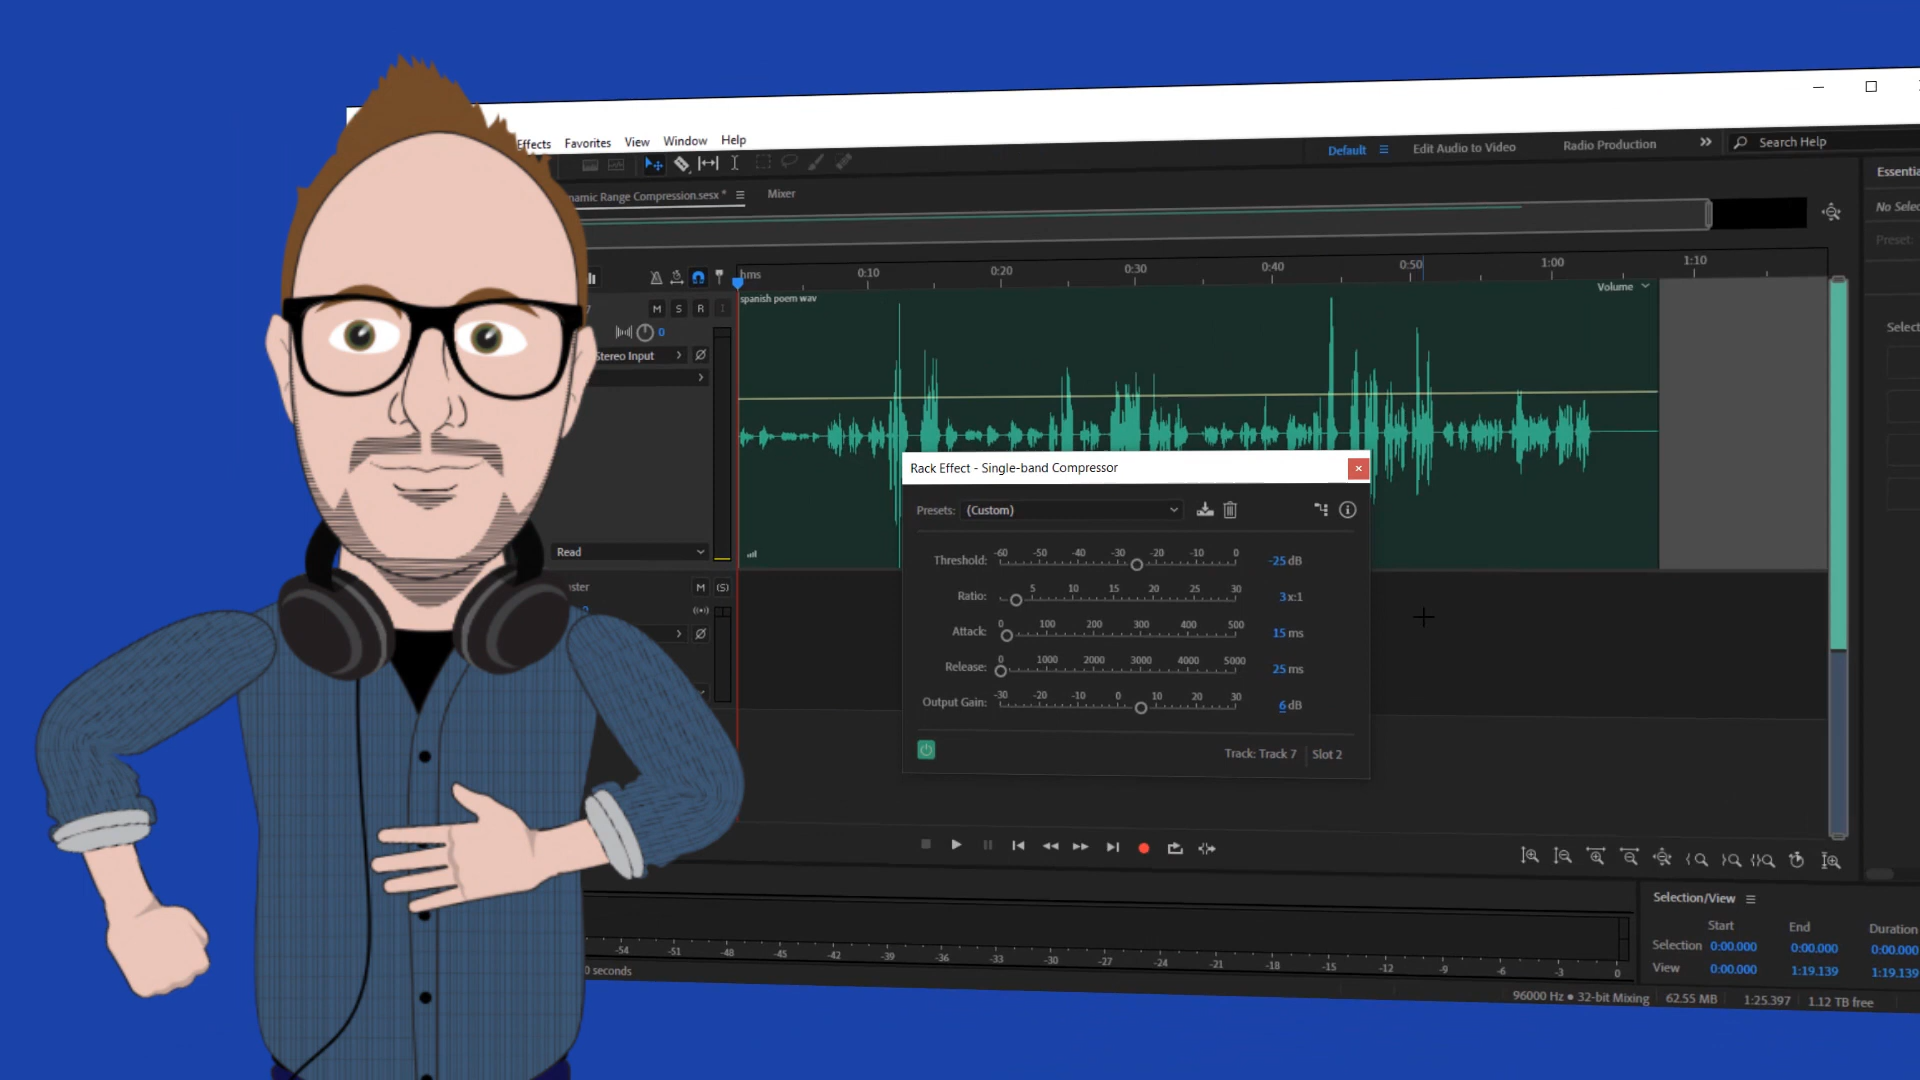 Effects Favorites View Window Help
Default Edit Audio to Video Radio Production » Search Help
namic Range Compression.sesx * Mixer
Essentia
No Selec
Preset:
hms 0:10 0:20 0:30 0:40 0:50 1:00 1:10
spanish poem wav Volume
M S R I
0
Stereo Input
Select
Read
M (S)
Rack Effect - Single-band Compressor
Presets: (Custom)
Threshold: -60 -50 -40 -30 -20 -10 0 -25 dB
Ratio: 5 10 15 20 25 30 3 x:1
Attack: 0 100 200 300 400 500 15 ms
Release: 0 1000 2000 3000 4000 5000 25 ms
Output Gain: -30 -20 -10 0 10 20 30 6 dB
Track: Track 7 Slot 2
-54 -51 -48 -45 -42 -39 -36 -33 -30 -27 -24 -21 -18 -15 -12 -9 -6 -3 0
0 seconds
Selection/View
Start End Duration
Selection 0:00.000 0:00.000 0:00.000
View 0:00.000 1:19.139 1:19.139
96000 Hz • 32-bit Mixing 62.55 MB 1:25.397 1.12 TB free